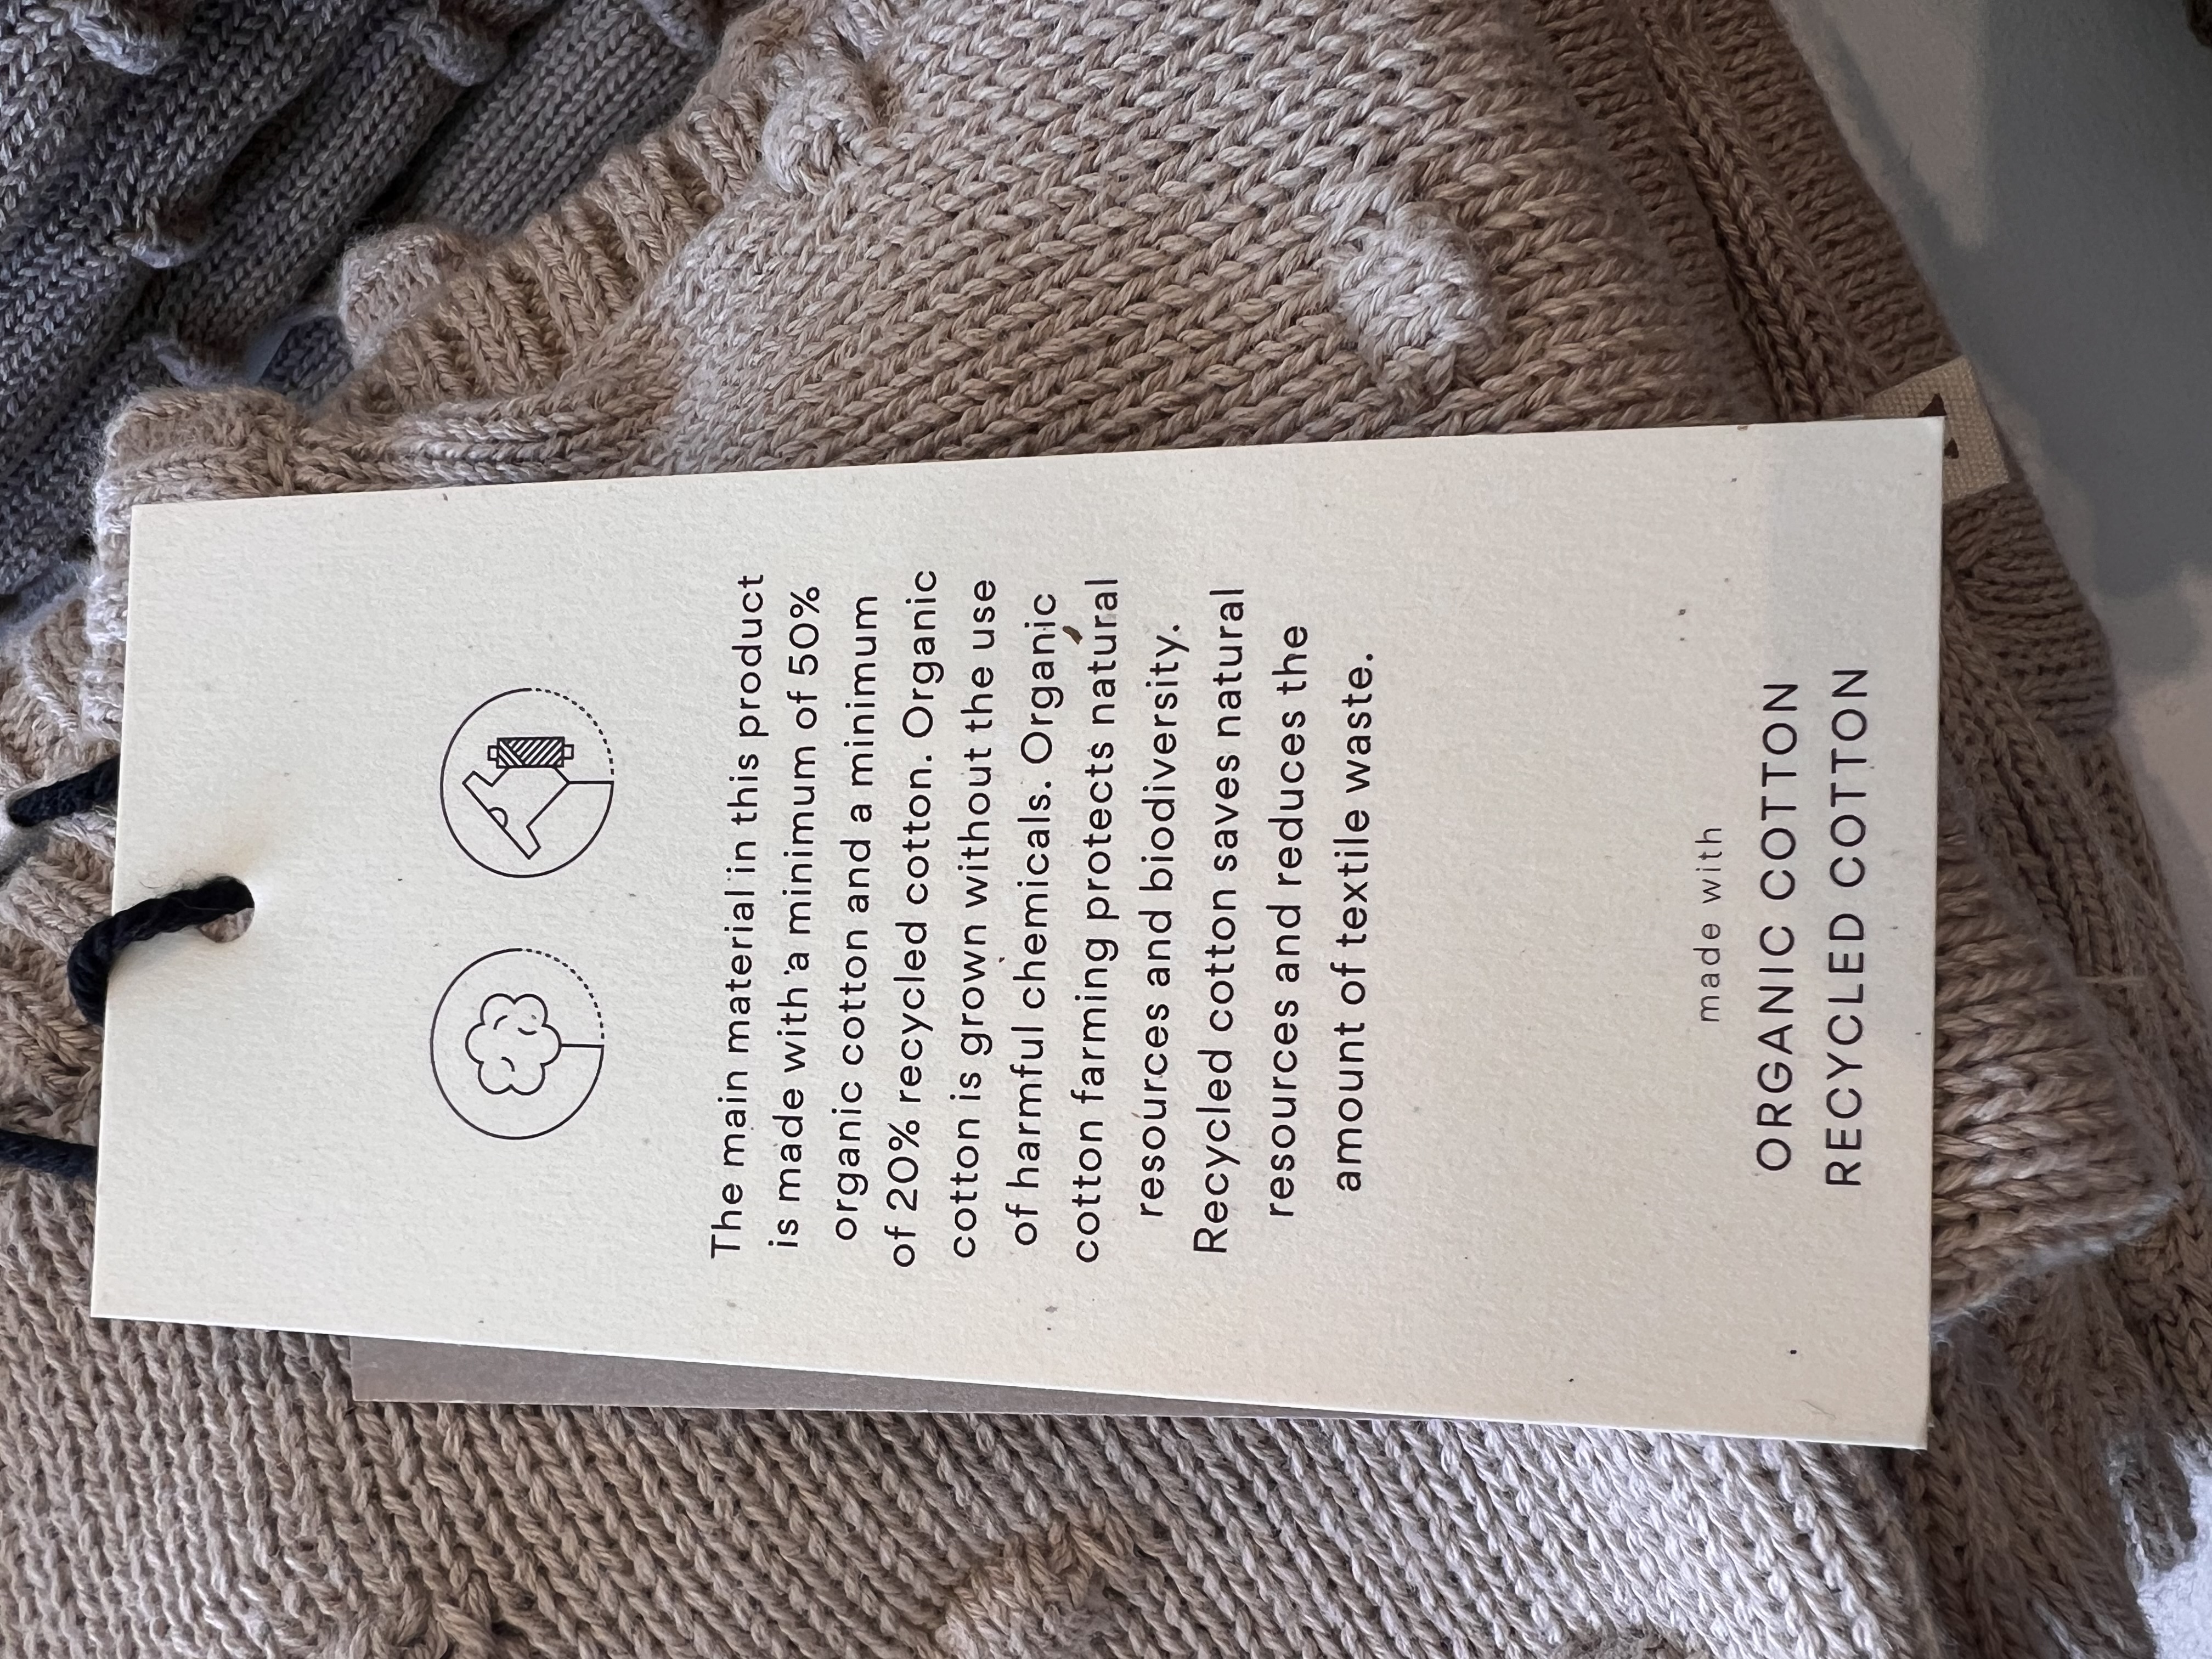 The main material in this product
is made with a minimum of 50%
organic cotton and a minimum
of 20% recycled cotton. Organic
cotton is grown without the use
of harmful chemicals. Organic
cotton farming protects natural
resources and biodiversity.
Recycled cotton saves natural
resources and reduces the
amount of textile waste.
made with
ORGANIC COTTON
RECYCLED COTTON